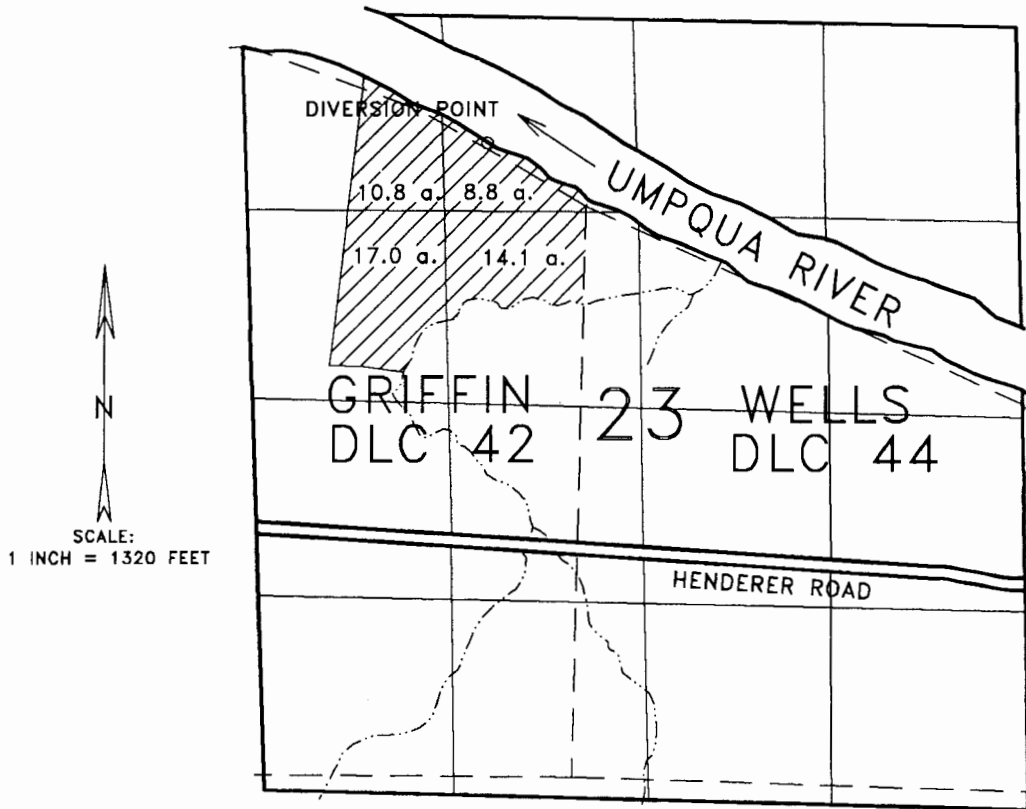 DIVERSION POINT
UMPQUA RIVER
10.8 a. 8.8 a.
17.0 a. 14.1 a.
N
GRIFFIN
DLC 42
23
WELLS
DLC 44
SCALE:
1 INCH = 1320 FEET
HENDERER ROAD